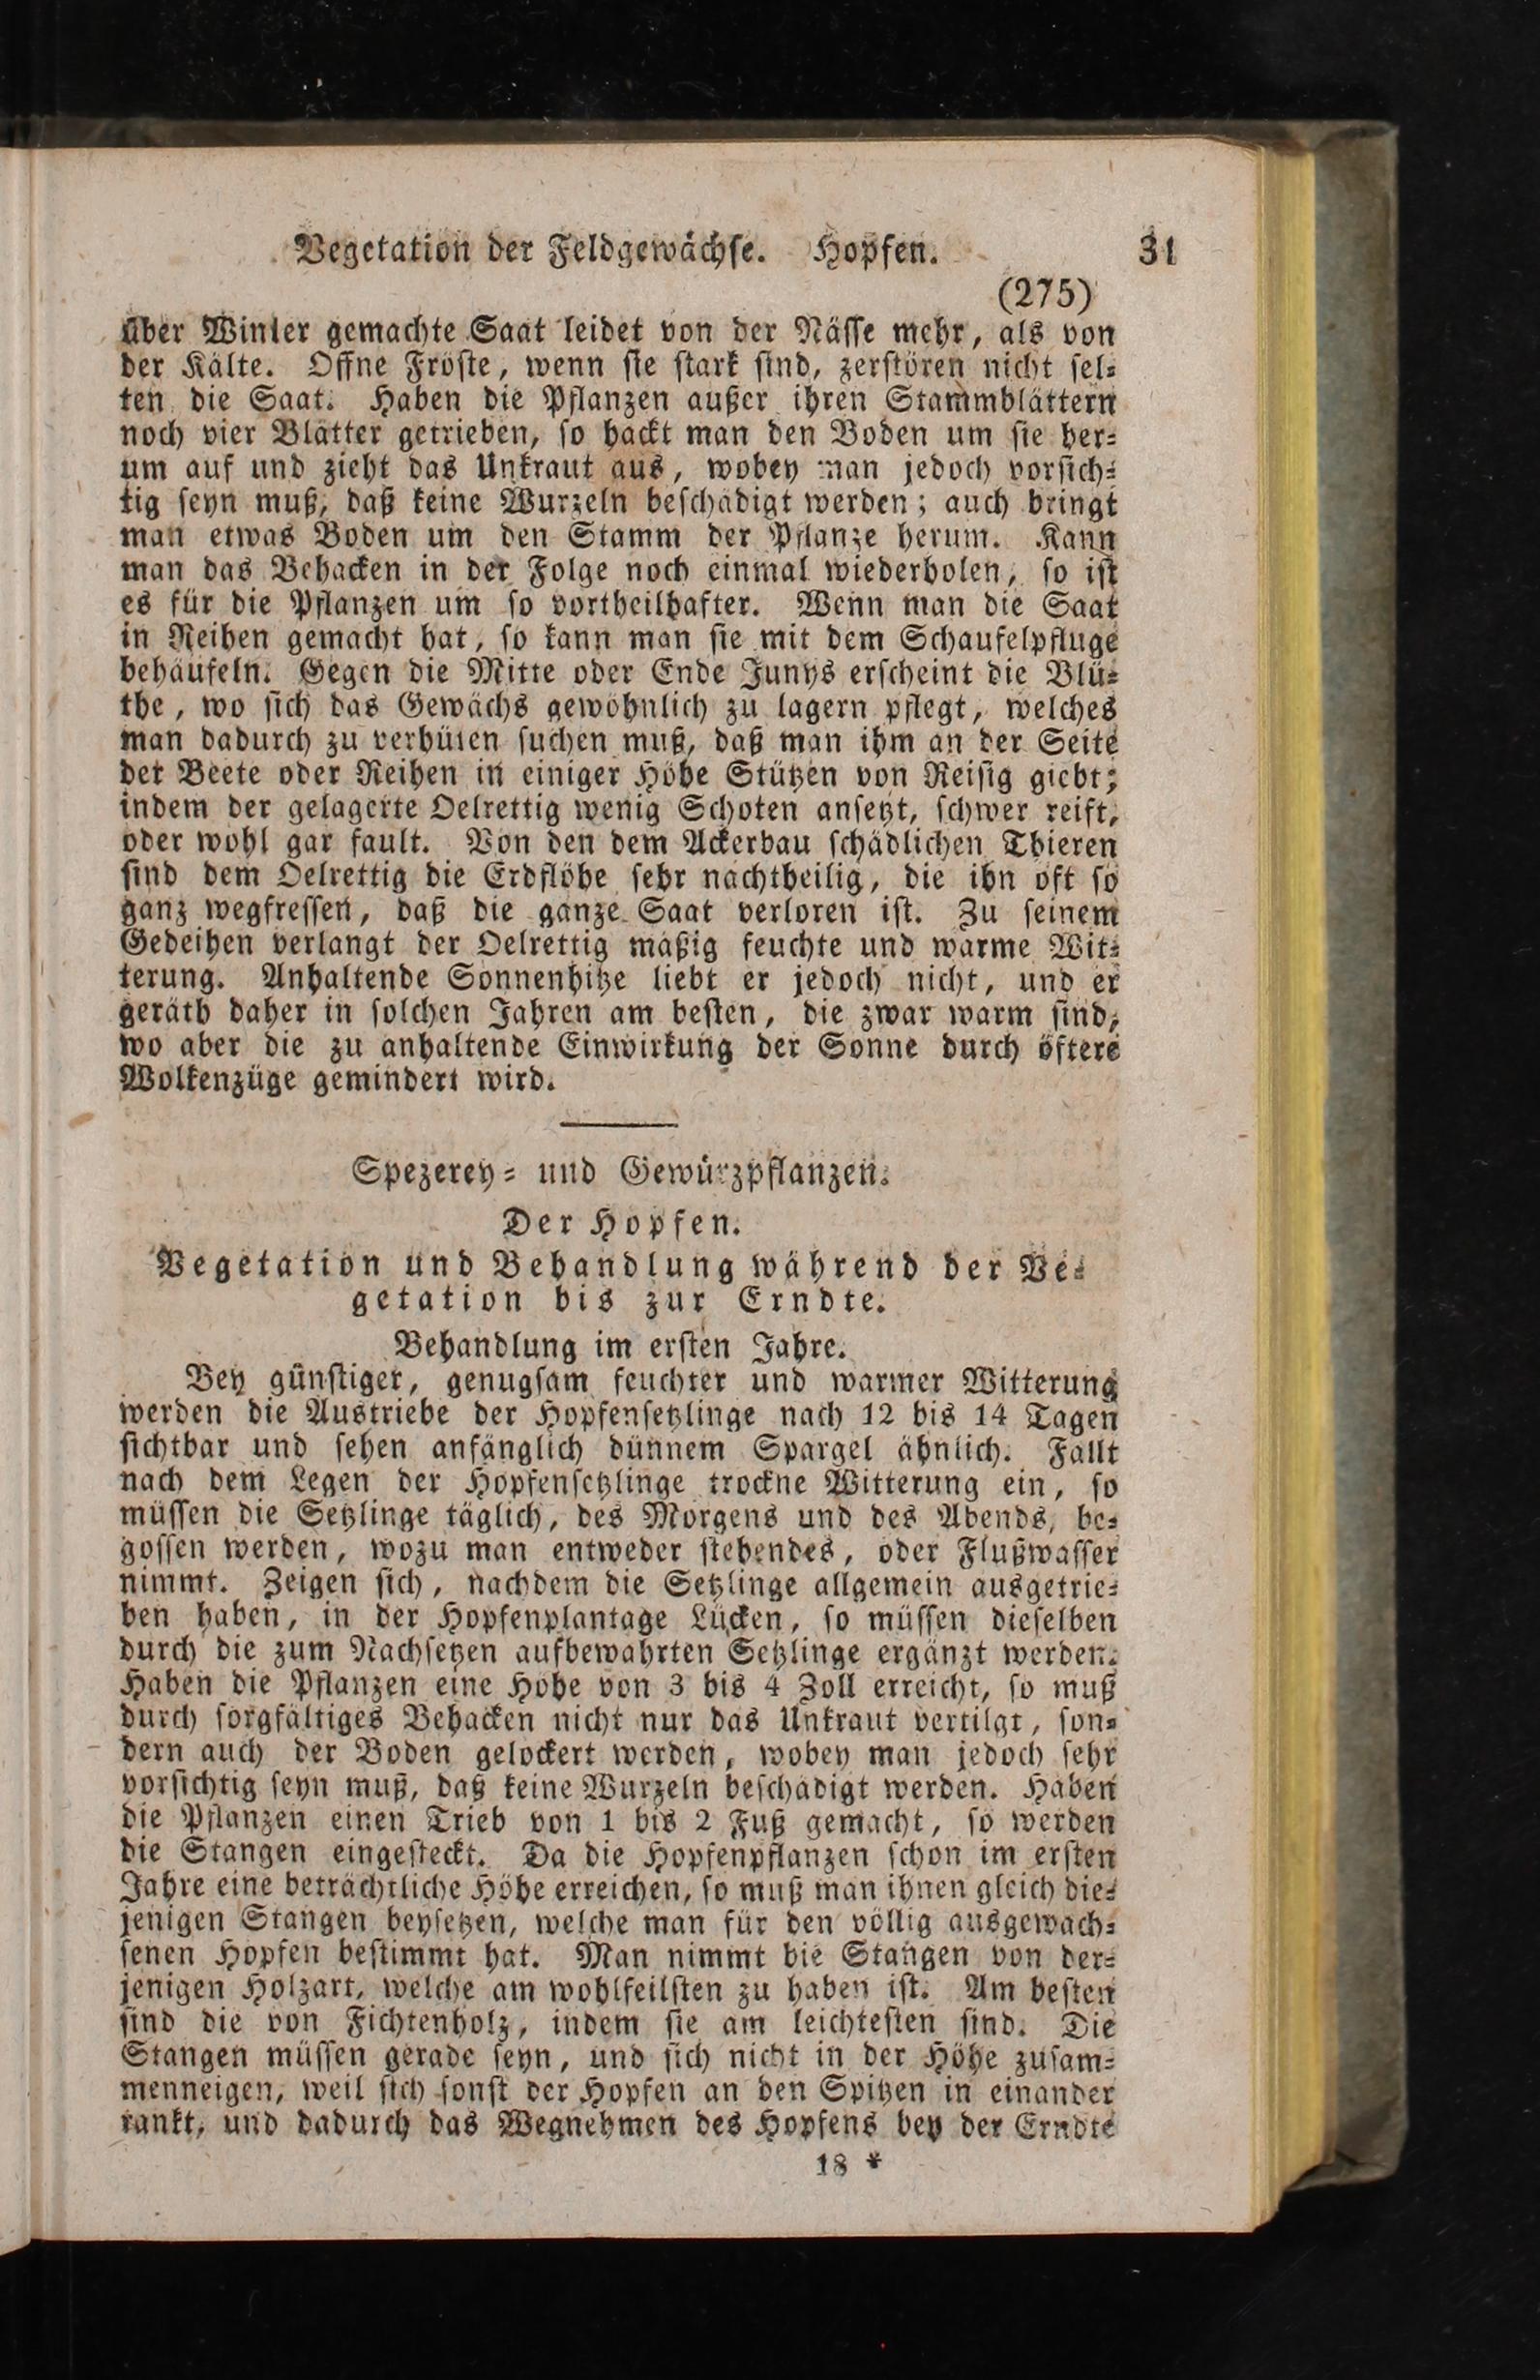 Vegetation der Feldgewächse. Hopfen. 31
(275)
über Winter gemachte Saat leidet von der Nässe mehr, als von
der Kälte. Offne Fröste, wenn sie stark sind, zerstören nicht sel-
ten die Saat. Haben die Pflanzen außer ihren Stammblättern
noch vier Blätter getrieben, so hackt man den Boden um sie her-
um auf und zieht das Unkraut aus, wobey man jedoch vorsich-
tig seyn muß, daß keine Wurzeln beschädigt werden; auch bringt
man etwas Boden um den Stamm der Pflanze herum. Kann
man das Behacken in der Folge noch einmal wiederholen, so ist
es für die Pflanzen um so vortheilhafter. Wenn man die Saat
in Reihen gemacht hat, so kann man sie mit dem Schaufelpfluge
behäufeln. Gegen die Mitte oder Ende Junys erscheint die Blü-
the, wo sich das Gewächs gewöhnlich zu lagern pflegt, welches
man dadurch zu verhüten suchen muß, daß man ihm an der Seite
der Beete oder Reihen in einiger Höhe Stützen von Reisig giebt;
indem der gelagerte Oelrettig wenig Schoten ansetzt, schwer reift,
oder wohl gar fault. Von den dem Ackerbau schädlichen Thieren
sind dem Oelrettig die Erdflöhe sehr nachtheilig, die ihn oft so
ganz wegfressen, daß die ganze Saat verloren ist. Zu seinem
Gedeihen verlangt der Oelrettig mäßig feuchte und warme Wit-
terung. Anhaltende Sonnenhitze liebt er jedoch nicht, und er
geräth daher in solchen Jahren am besten, die zwar warm sind,
wo aber die zu anhaltende Einwirkung der Sonne durch öftere
Wolkenzüge gemindert wird.
Spezerey- und Gewürzpflanzen.
Der Hopfen.
Vegetation und Behandlung während der Ve-
getation bis zur Erndte.
Behandlung im ersten Jahre.
Bey günstiger, genugsam feuchter und warmer Witterung
werden die Austriebe der Hopfensetzlinge nach 12 bis 14 Tagen
sichtbar und sehen anfänglich dünnem Spargel ähnlich. Fällt
nach dem Legen der Hopfensetzlinge trockne Witterung ein, so
müssen die Setzlinge täglich, des Morgens und des Abends, be-
gossen werden, wozu man entweder stehendes, oder Flußwasser
nimmt. Zeigen sich, nachdem die Setzlinge allgemein ausgetrie-
ben haben, in der Hopfenplantage Lücken, so müssen dieselben
durch die zum Nachsetzen aufbewahrten Setzlinge ergänzt werden.
Haben die Pflanzen eine Höhe von 3 bis 4 Zoll erreicht, so muß
durch sorgfältiges Behacken nicht nur das Unkraut vertilgt, son-
dern auch der Boden gelockert werden, wobey man jedoch sehr
vorsichtig seyn muß, daß keine Wurzeln beschädigt werden. Haben
die Pflanzen einen Trieb von 1 bis 2 Fuß gemacht, so werden
die Stangen eingesteckt. Da die Hopfenpflanzen schon im ersten
Jahre eine beträchtliche Höhe erreichen, so muß man ihnen gleich die-
jenigen Stangen beysetzen, welche man für den völlig ausgewach-
senen Hopfen bestimmt hat. Man nimmt die Stangen von der-
jenigen Holzart, welche am wohlfeilsten zu haben ist. Am besten
sind die von Fichtenholz, indem sie am leichtesten sind. Die
Stangen müssen gerade seyn, und sich nicht in der Höhe zusam-
menneigen, weil sich sonst der Hopfen an den Spitzen in einander
rankt, und dadurch das Wegnehmen des Hopfens bey der Erndte
18 *